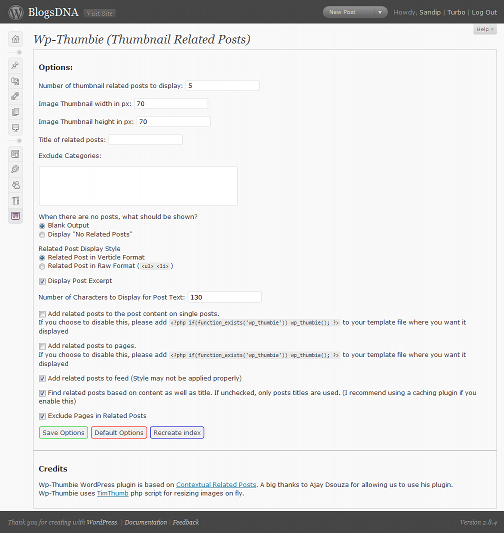 BlogsDNA Visit Site
New Post
Howdy, Sandip | Turbo | Log Out
Help
Wp-Thumbie (Thumbnail Related Posts)
Options:
Number of thumbnail related posts to display: 5
Image Thumbnail width in px: 70
Image Thumbnail height in px: 70
Title of related posts:
Exclude Categories:
When there are no posts, what should be shown?
Blank Output
Display "No Related Posts"
Related Post Display Style
Related Post in Verticle Format
Related Post in Raw Format (<ul> <li>)
Display Post Excerpt
Number of Characters to Display for Post Text: 130
Add related posts to the post content on single posts.
If you choose to disable this, please add <?php if(function_exists('wp_thumbie')) wp_thumbie(); ?> to your template file where you want it
displayed
Add related posts to pages.
If you choose to disable this, please add <?php if(function_exists('wp_thumbie')) wp_thumbie(); ?> to your template file where you want it
displayed
Add related posts to feed (Style may not be applied properly)
Find related posts based on content as well as title. If unchecked, only posts titles are used. (I recommend using a caching plugin if you
enable this)
Exclude Pages in Related Posts
Save Options Default Options Recreate index
Credits
Wp-Thumbie WordPress plugin is based on Contextual Related Posts. A big thanks to Ajay Dsouza for allowing us to use his plugin.
Wp-Thumbie uses TimThumb php script for resizing images on fly.
Thank you for creating with WordPress. | Documentation | Feedback
Version 2.8.4